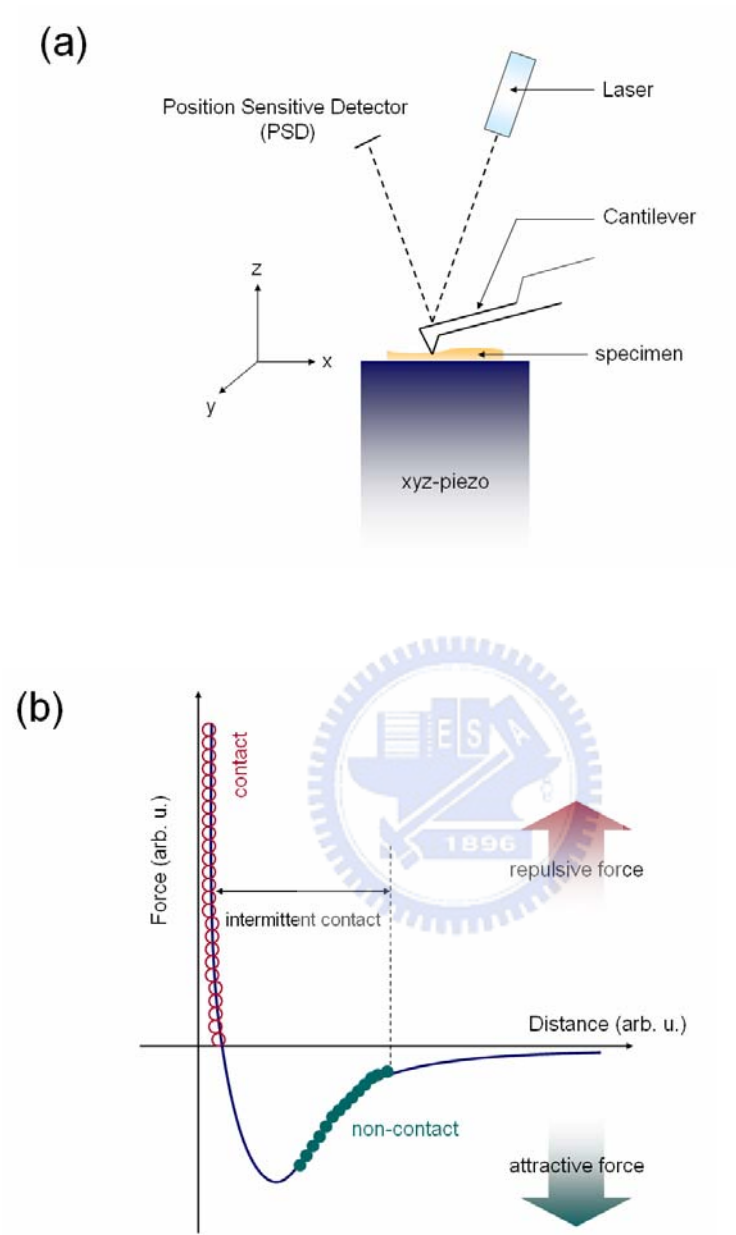 (a)
Position Sensitive Detector
(PSD)
Laser
Cantilever
specimen
z
x
y
xyz-piezo
(b)
Force (arb. u.)
contact
intermittent contact
E S A
1896
repulsive force
Distance (arb. u.)
non-contact
attractive force